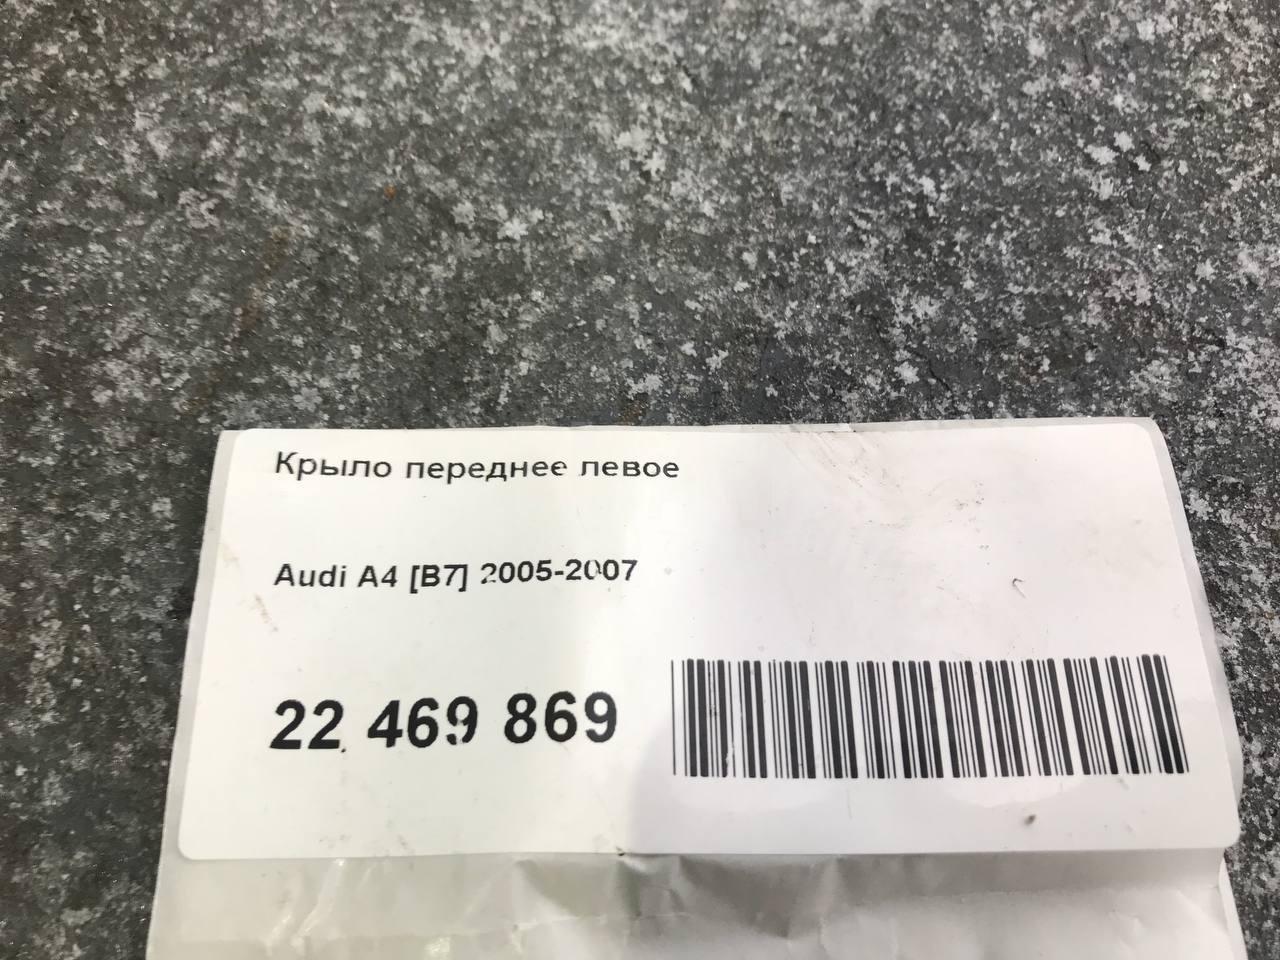 Крыло переднее левое
Audi A4 [B7] 2005-2007
22 469 869